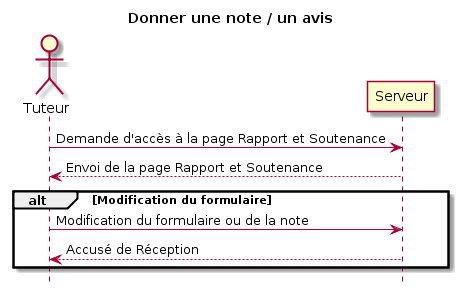 Donner une note / un avis
Tuteur
Serveur
Demande d'accès à la page Rapport et Soutenance
Envoi de la page Rapport et Soutenance
alt [Modification du formulaire]
Modification du formulaire ou de la note
Accusé de Réception